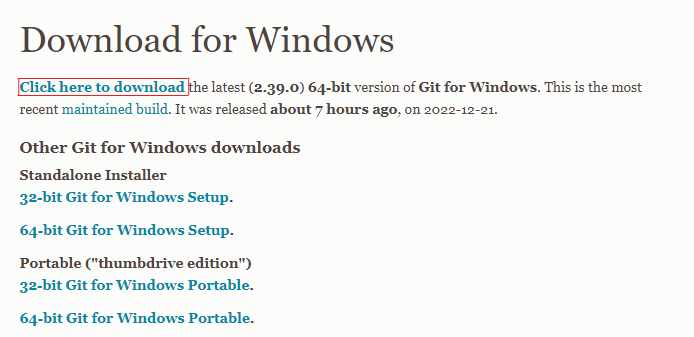 Download for Windows
Click here to download the latest (2.39.0) 64-bit version of Git for Windows. This is the most
recent maintained build. It was released about 7 hours ago, on 2022-12-21.
Other Git for Windows downloads
Standalone Installer
32-bit Git for Windows Setup.
64-bit Git for Windows Setup.
Portable ("thumbdrive edition")
32-bit Git for Windows Portable.
64-bit Git for Windows Portable.